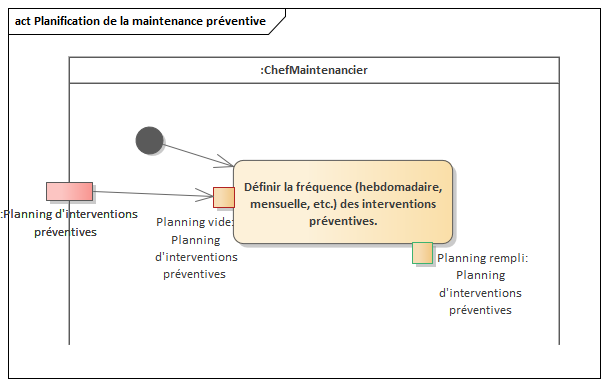 act Planification de la maintenance préventive
:ChefMaintenancier
Définir la fréquence (hebdomadaire,
mensuelle, etc.) des interventions
préventives.
:Planning d'interventions
préventives
Planning vide:
Planning
d'interventions
préventives
Planning rempli:
Planning
d'interventions
préventives